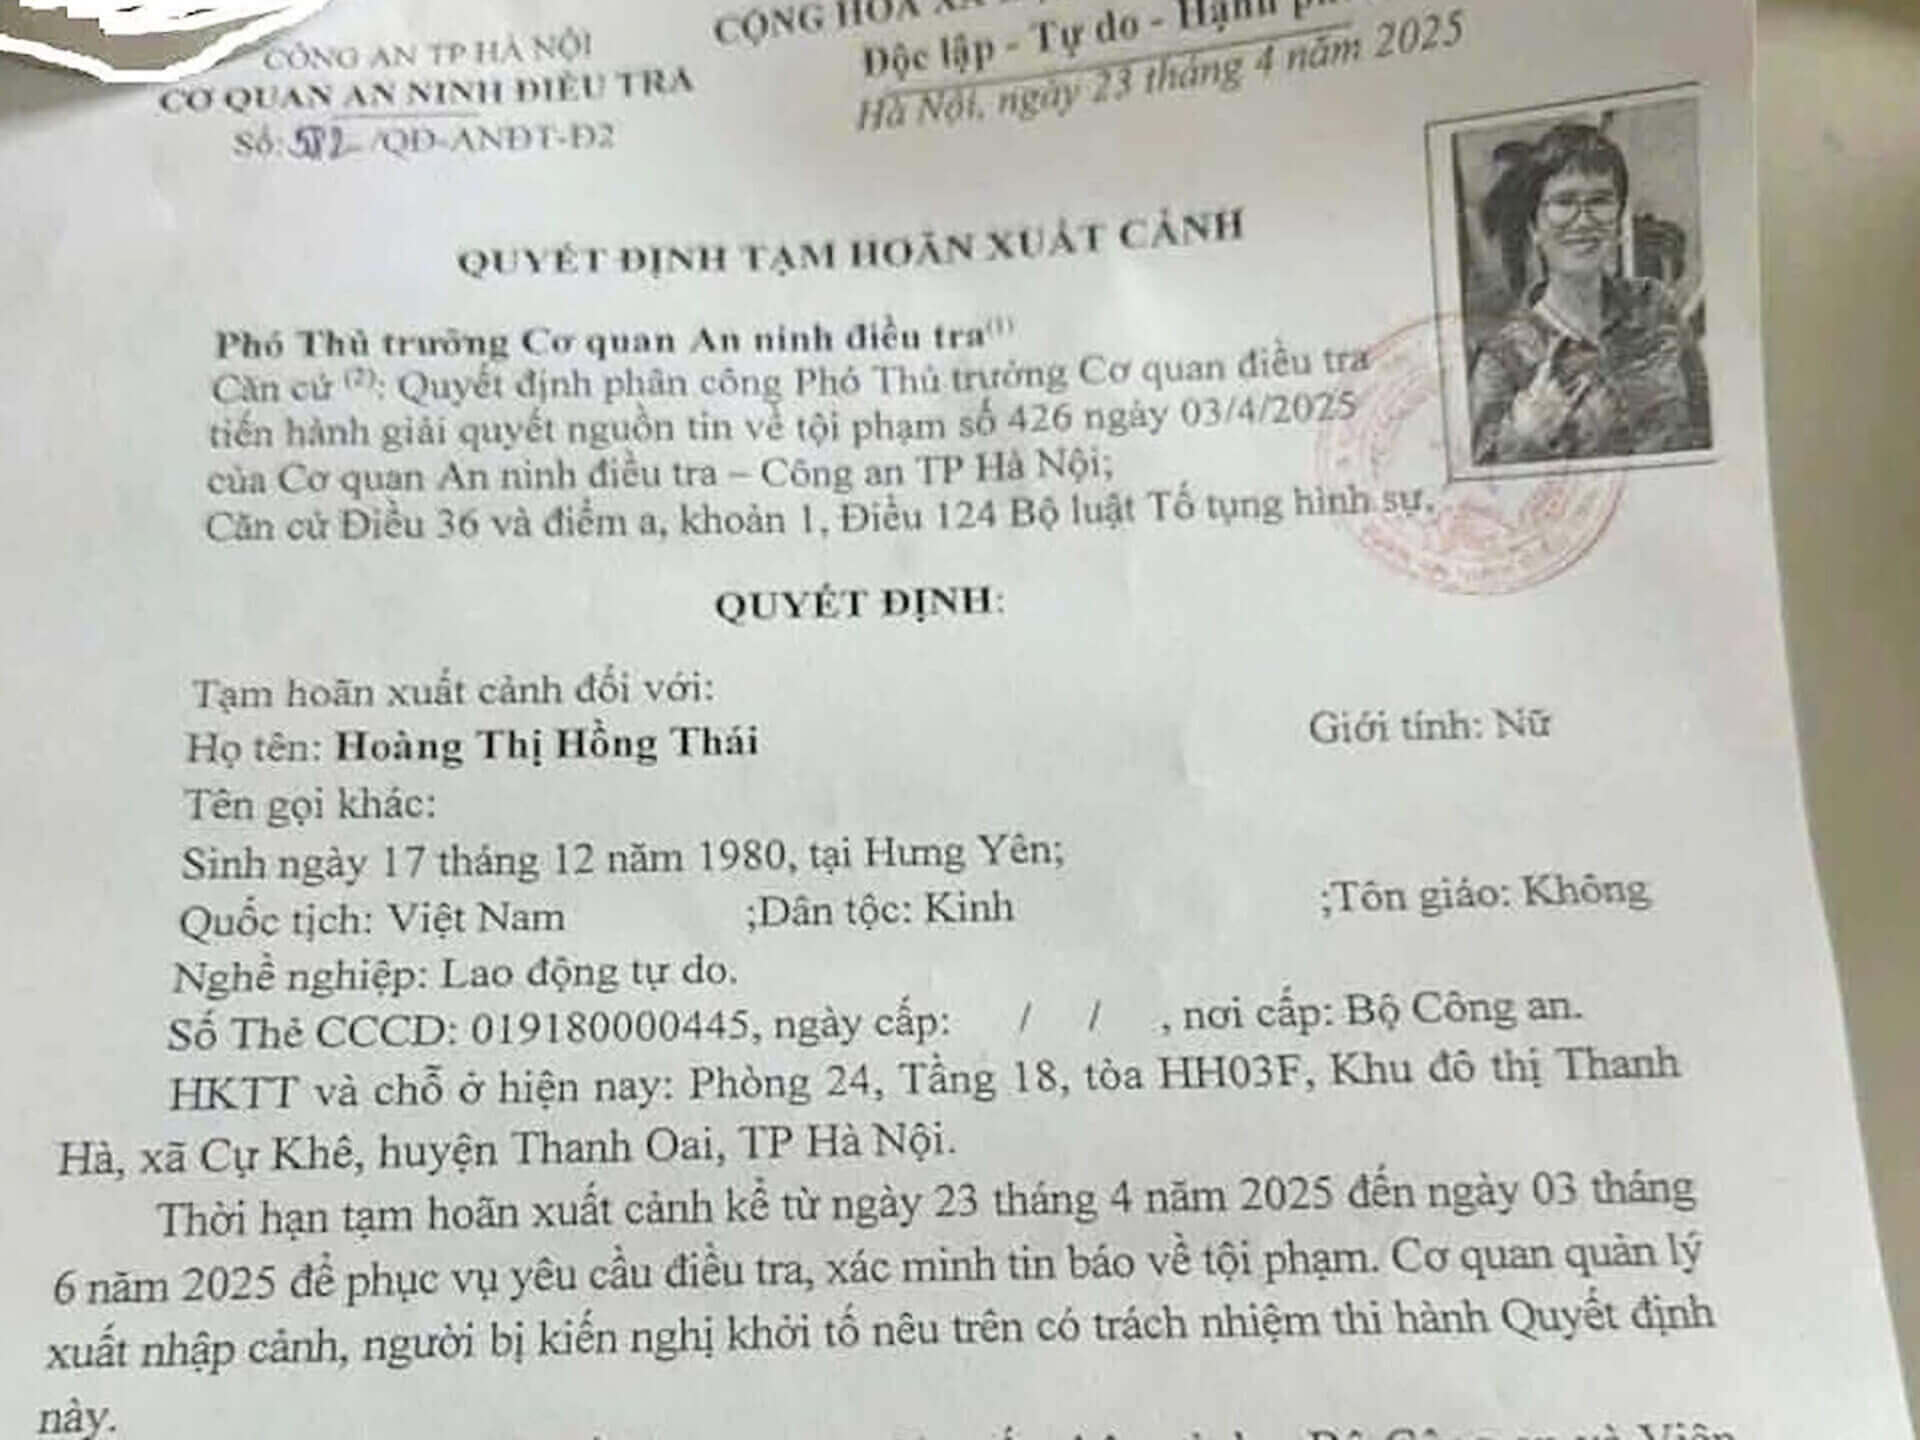 CÔNG AN TP HÀ NỘI
CƠ QUAN AN NINH ĐIỀU TRA
Số: /QĐ-ANĐT-Đ2
CỘNG HÒA XÃ
Độc lập - Tự do - Hạnh
Hà Nội, ngày 23 tháng 4 năm 2025
QUYẾT ĐỊNH TẠM HOÃN XUẤT CẢNH
Phó Thủ trưởng Cơ quan An ninh điều tra(1)
Căn cứ (2): Quyết định phân công Phó Thủ trưởng Cơ quan điều tra
tiến hành giải quyết nguồn tin về tội phạm số 426 ngày 03/4/2025
của Cơ quan An ninh điều tra – Công an TP Hà Nội;
Căn cứ Điều 36 và điểm a, khoản 1, Điều 124 Bộ luật Tố tụng hình sự,
QUYẾT ĐỊNH:
Tạm hoãn xuất cảnh đối với:
Họ tên: Hoàng Thị Hồng Thái Giới tính: Nữ
Tên gọi khác:
Sinh ngày 17 tháng 12 năm 1980, tại Hưng Yên;
Quốc tịch: Việt Nam ;Dân tộc: Kinh ;Tôn giáo: Không
Nghề nghiệp: Lao động tự do.
Số Thẻ CCCD: 019180000445, ngày cấp: / / , nơi cấp: Bộ Công an.
HKTT và chỗ ở hiện nay: Phòng 24, Tầng 18, tòa HH03F, Khu đô thị Thanh
Hà, xã Cự Khê, huyện Thanh Oai, TP Hà Nội.
Thời hạn tạm hoãn xuất cảnh kể từ ngày 23 tháng 4 năm 2025 đến ngày 03 tháng
6 năm 2025 để phục vụ yêu cầu điều tra, xác minh tin báo về tội phạm. Cơ quan quản lý
xuất nhập cảnh, người bị kiến nghị khởi tố nêu trên có trách nhiệm thi hành Quyết định
này.